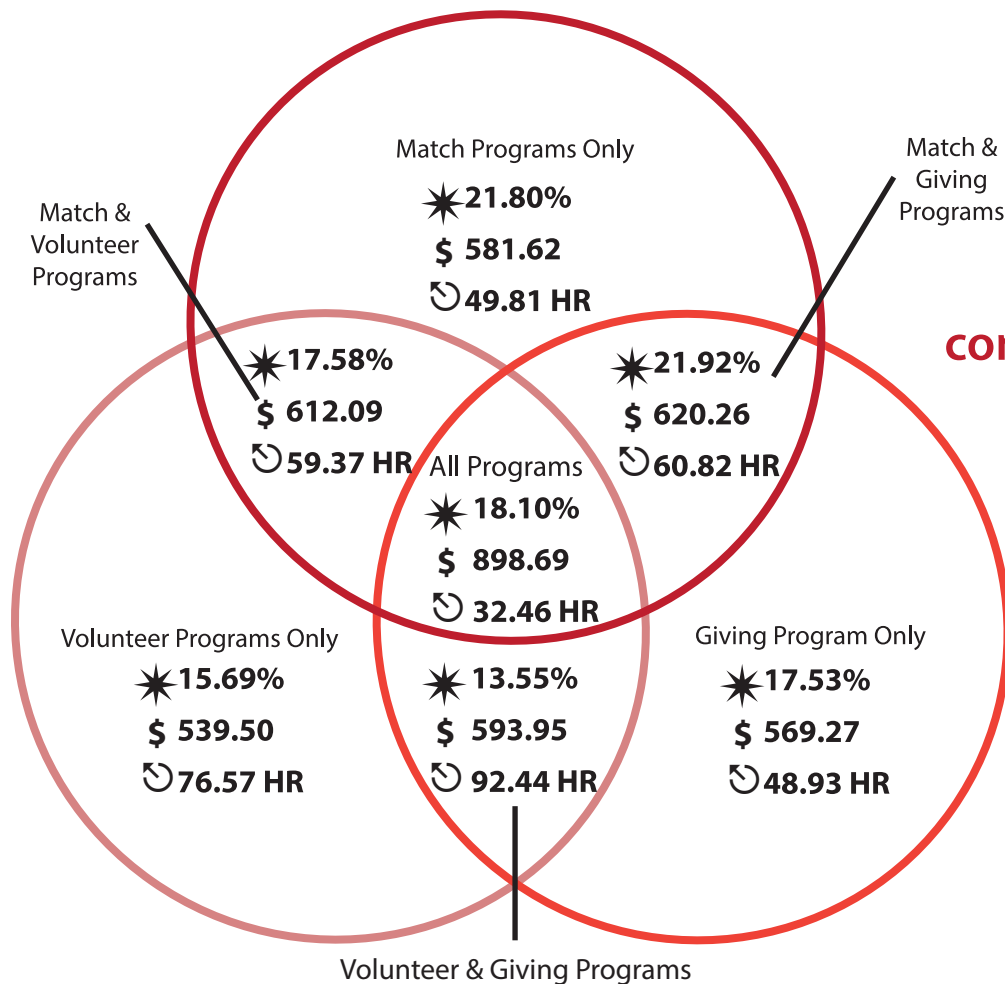 Match Programs Only
21.80%
$ 581.62
49.81 HR
Match &
Volunteer
Programs
Match &
Giving
Programs
17.58%
$ 612.09
59.37 HR
21.92%
$ 620.26
60.82 HR
All Programs
18.10%
$ 898.69
32.46 HR
Volunteer Programs Only
15.69%
$ 539.50
76.57 HR
13.55%
$ 593.95
92.44 HR
Giving Program Only
17.53%
$ 569.27
48.93 HR
Volunteer & Giving Programs